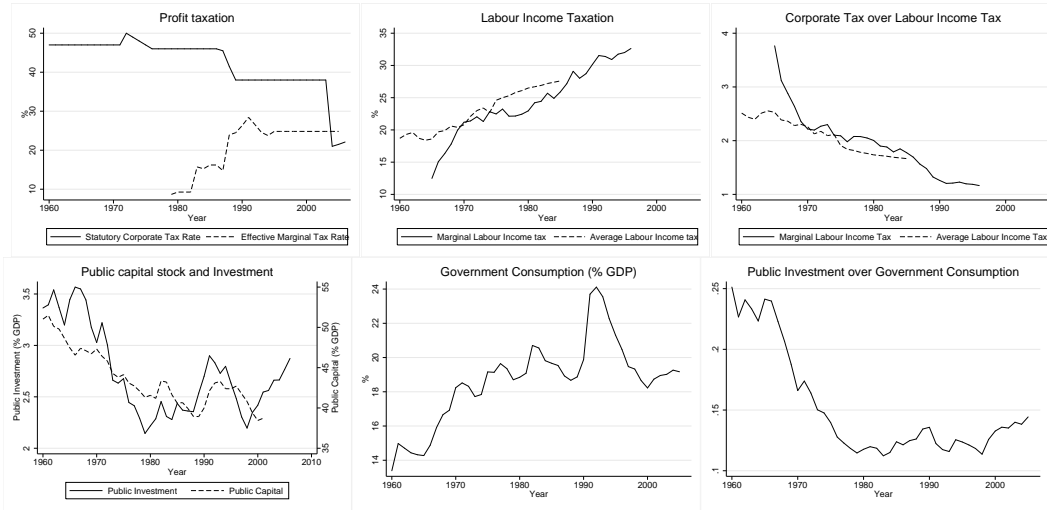 Profit taxation
50
40
30
20
10
%
1960 1970 1980 1990 2000
Year
Statutory Corporate Tax Rate Effective Marginal Tax Rate
Labour Income Taxation
35
30
25
20
15
10
%
1960 1970 1980 1990 2000
Year
Marginal Labour Income tax Average Labour Income tax
Corporate Tax over Labour Income Tax
4
3
2
1
1960 1970 1980 1990 2000
Year
Marginal Labour Income Tax Average Labour Income Tax
Public capital stock and Investment
Public Investment (% GDP)
3.5
3
2.5
2
55
50
45
40
35
Public Capital (% GDP)
1960 1970 1980 1990 2000 2010
Year
Public Investment Public Capital
Government Consumption (% GDP)
24
22
20
18
16
14
%
1960 1970 1980 1990 2000
Year
Public Investment over Government Consumption
.25
.2
.15
.1
1960 1970 1980 1990 2000
Year